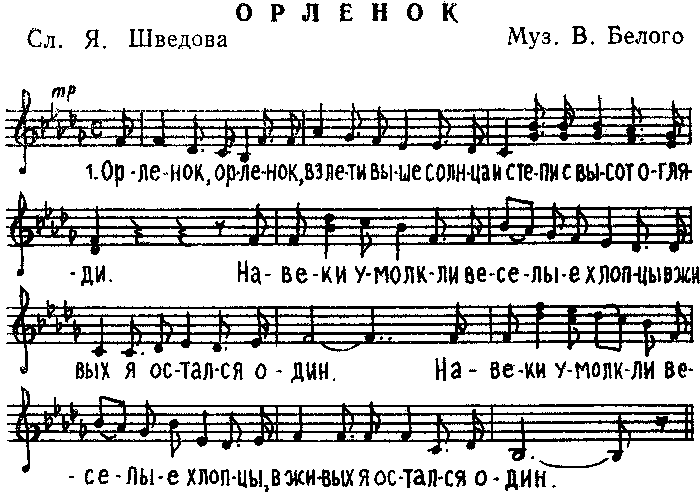 ОРЛЕНОК
Сл. Я. Шведова Муз. В. Белого
mp
1. Ор-ле-нок, ор-ле-нок, взле-ти вы-ше солн-ца и сте-пи с вы-сот о-гля-
-ди. На-ве-ки у-молк-ли ве-се-лы-е хлоп-цы в жи
вых я ос-тал-ся о-дин. На-ве-ки у-молк-ли ве-
-се-лы-е хлоп-цы, в жи-вых я ос-тал-ся о-дин.